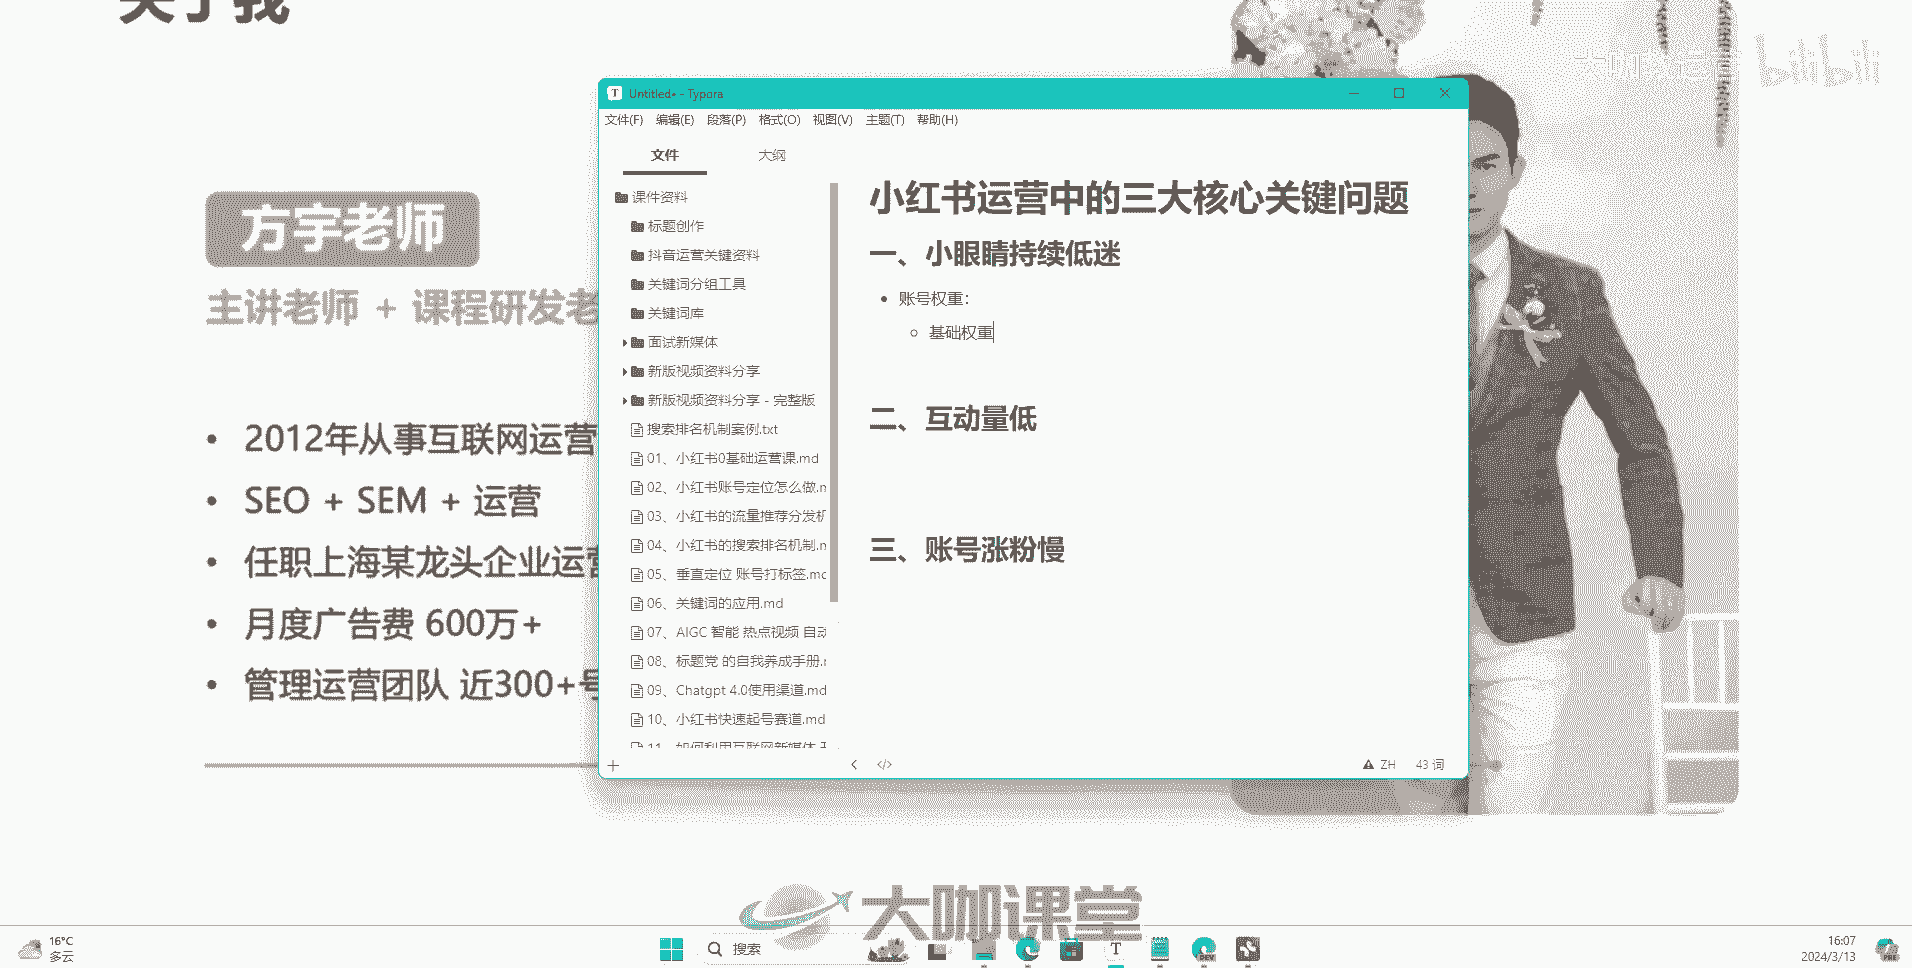 关于我
bilibili
方宇老师
主讲老师 + 课程研发老
2012年从事互联网运营
SEO + SEM + 运营
任职上海某龙头企业运营
月度广告费 600万+
管理运营团队 近300+号
Untitled• - Typora
文件(F) 编辑(E) 段落(P) 格式(O) 视图(V) 主题(T) 帮助(H)
文件 大纲
课件资料
标题创作
抖音运营关键资料
关键词分组工具
关键词库
面试新媒体
新版视频资料分享
新版视频资料分享 - 完整版
搜索排名机制案例.txt
01、小红书0基础运营课.md
02、小红书账号定位怎么做.m
03、小红书的流量推荐分发机
04、小红书的搜索排名机制.m
05、垂直定位 账号打标签.md
06、关键词的应用.md
07、AIGC 智能 热点视频 自动
08、标题党 的自我养成手册.m
09、Chatgpt 4.0使用渠道.md
10、小红书快速起号赛道.md
11、如何利用互联网新媒体
小红书运营中的三大核心关键问题
一、小眼睛持续低迷
账号权重：
基础权重
二、互动量低
三、账号涨粉慢
ZH 43 词
大咖课堂
16°C
多云
搜索
16:07
2024/3/13